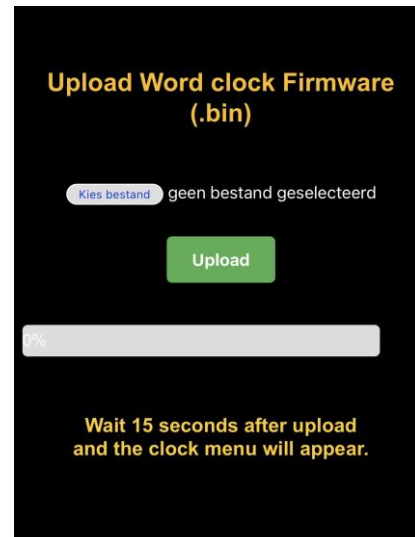 Upload Word clock Firmware
(.bin)
Kies bestand geen bestand geselecteerd
Upload
0%
Wait 15 seconds after upload
and the clock menu will appear.